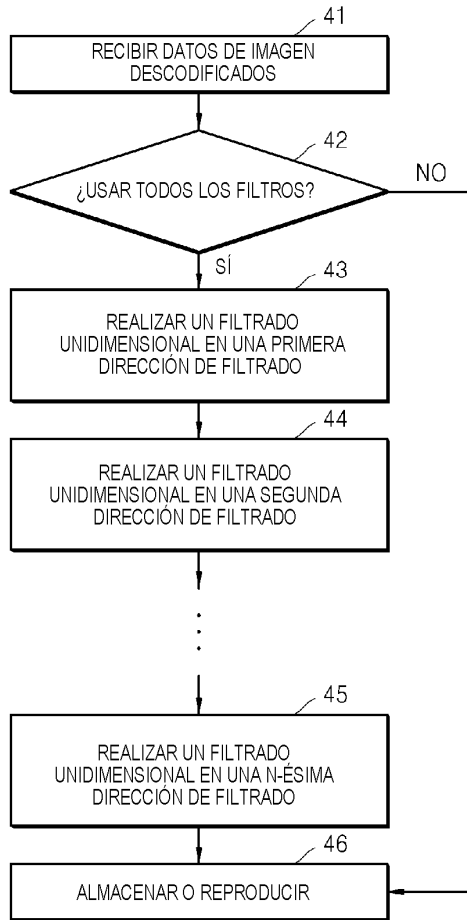 41
RECIBIR DATOS DE IMAGEN
DESCODIFICADOS
42
¿USAR TODOS LOS FILTROS?
NO
SÍ
43
REALIZAR UN FILTRADO
UNIDIMENSIONAL EN UNA PRIMERA
DIRECCIÓN DE FILTRADO
44
REALIZAR UN FILTRADO
UNIDIMENSIONAL EN UNA SEGUNDA
DIRECCIÓN DE FILTRADO
45
REALIZAR UN FILTRADO
UNIDIMENSIONAL EN UNA N-ÉSIMA
DIRECCIÓN DE FILTRADO
46
ALMACENAR O REPRODUCIR